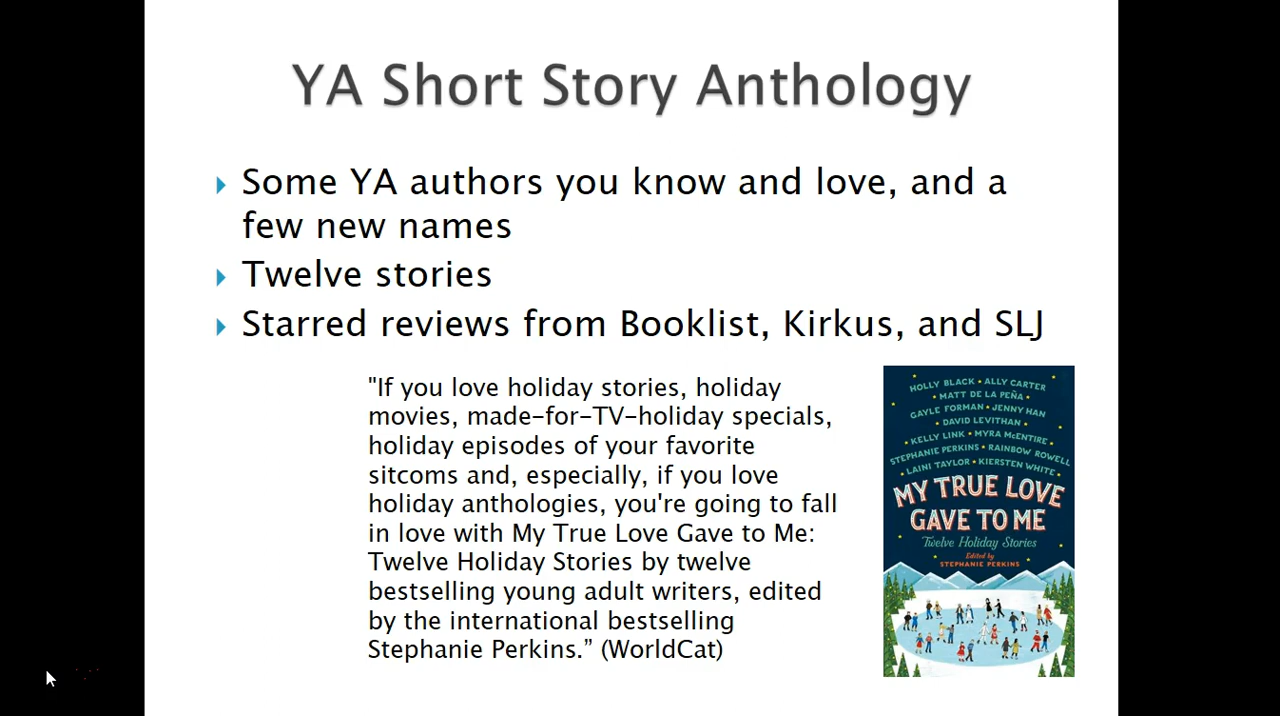 YA Short Story Anthology
Some YA authors you know and love, and a
few new names
Twelve stories
Starred reviews from Booklist, Kirkus, and SLJ
"If you love holiday stories, holiday
movies, made-for-TV-holiday specials,
holiday episodes of your favorite
sitcoms and, especially, if you love
holiday anthologies, you're going to fall
in love with My True Love Gave to Me:
Twelve Holiday Stories by twelve
bestselling young adult writers, edited
by the international bestselling
Stephanie Perkins.” (WorldCat)
HOLLY BLACK • ALLY CARTER
• MATT DE LA PEÑA •
GAYLE FORMAN • JENNY HAN
• DAVID LEVITHAN •
• KELLY LINK • MYRA McENTIRE •
STEPHANIE PERKINS • RAINBOW ROWELL
• LAINI TAYLOR • KIERSTEN WHITE •
MY TRUE LOVE
GAVE TO ME
Twelve Holiday Stories
Edited by
STEPHANIE PERKINS